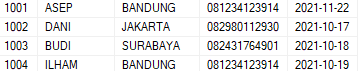 1001 ASEP BANDUNG 081234123914 2021-11-22
1002 DANI JAKARTA 082980112930 2021-10-17
1003 BUDI SURABAYA 082431764901 2021-10-18
1004 ILHAM BANDUNG 081234123914 2021-10-19